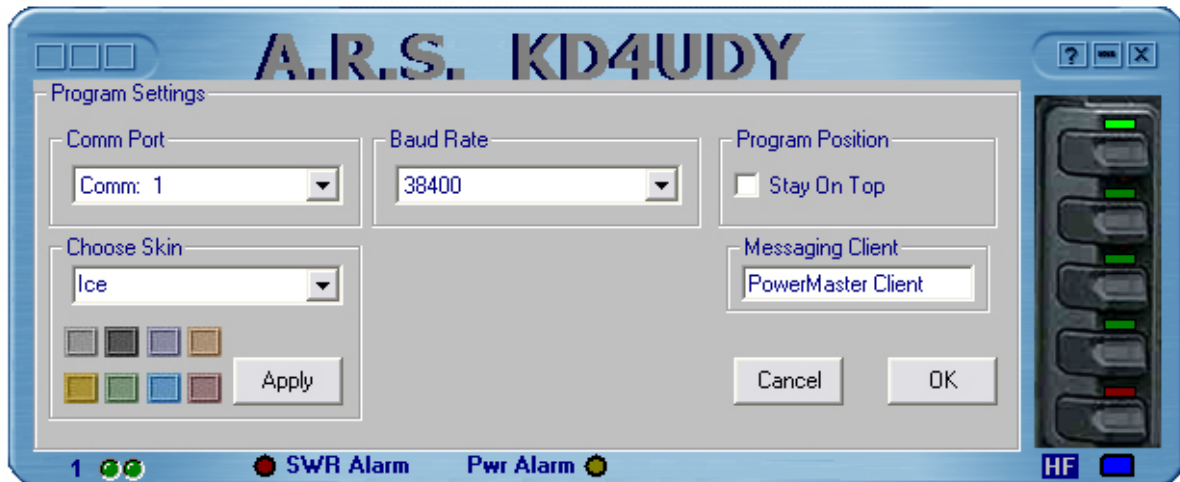 A.R.S. KD4UDY
?
X
Program Settings
Comm Port
Comm: 1
Baud Rate
38400
Program Position
Stay On Top
Choose Skin
Ice
Apply
Messaging Client
PowerMaster Client
Cancel
OK
1
SWR Alarm
Pwr Alarm
HF